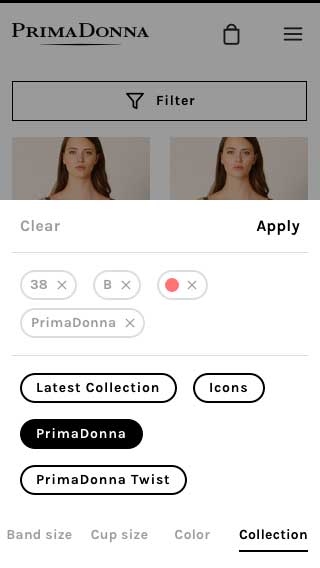 PRIMADONNA
Filter
Clear Apply
38 B
PrimaDonna
Latest Collection Icons
PrimaDonna
PrimaDonna Twist
Band size Cup size Color Collection